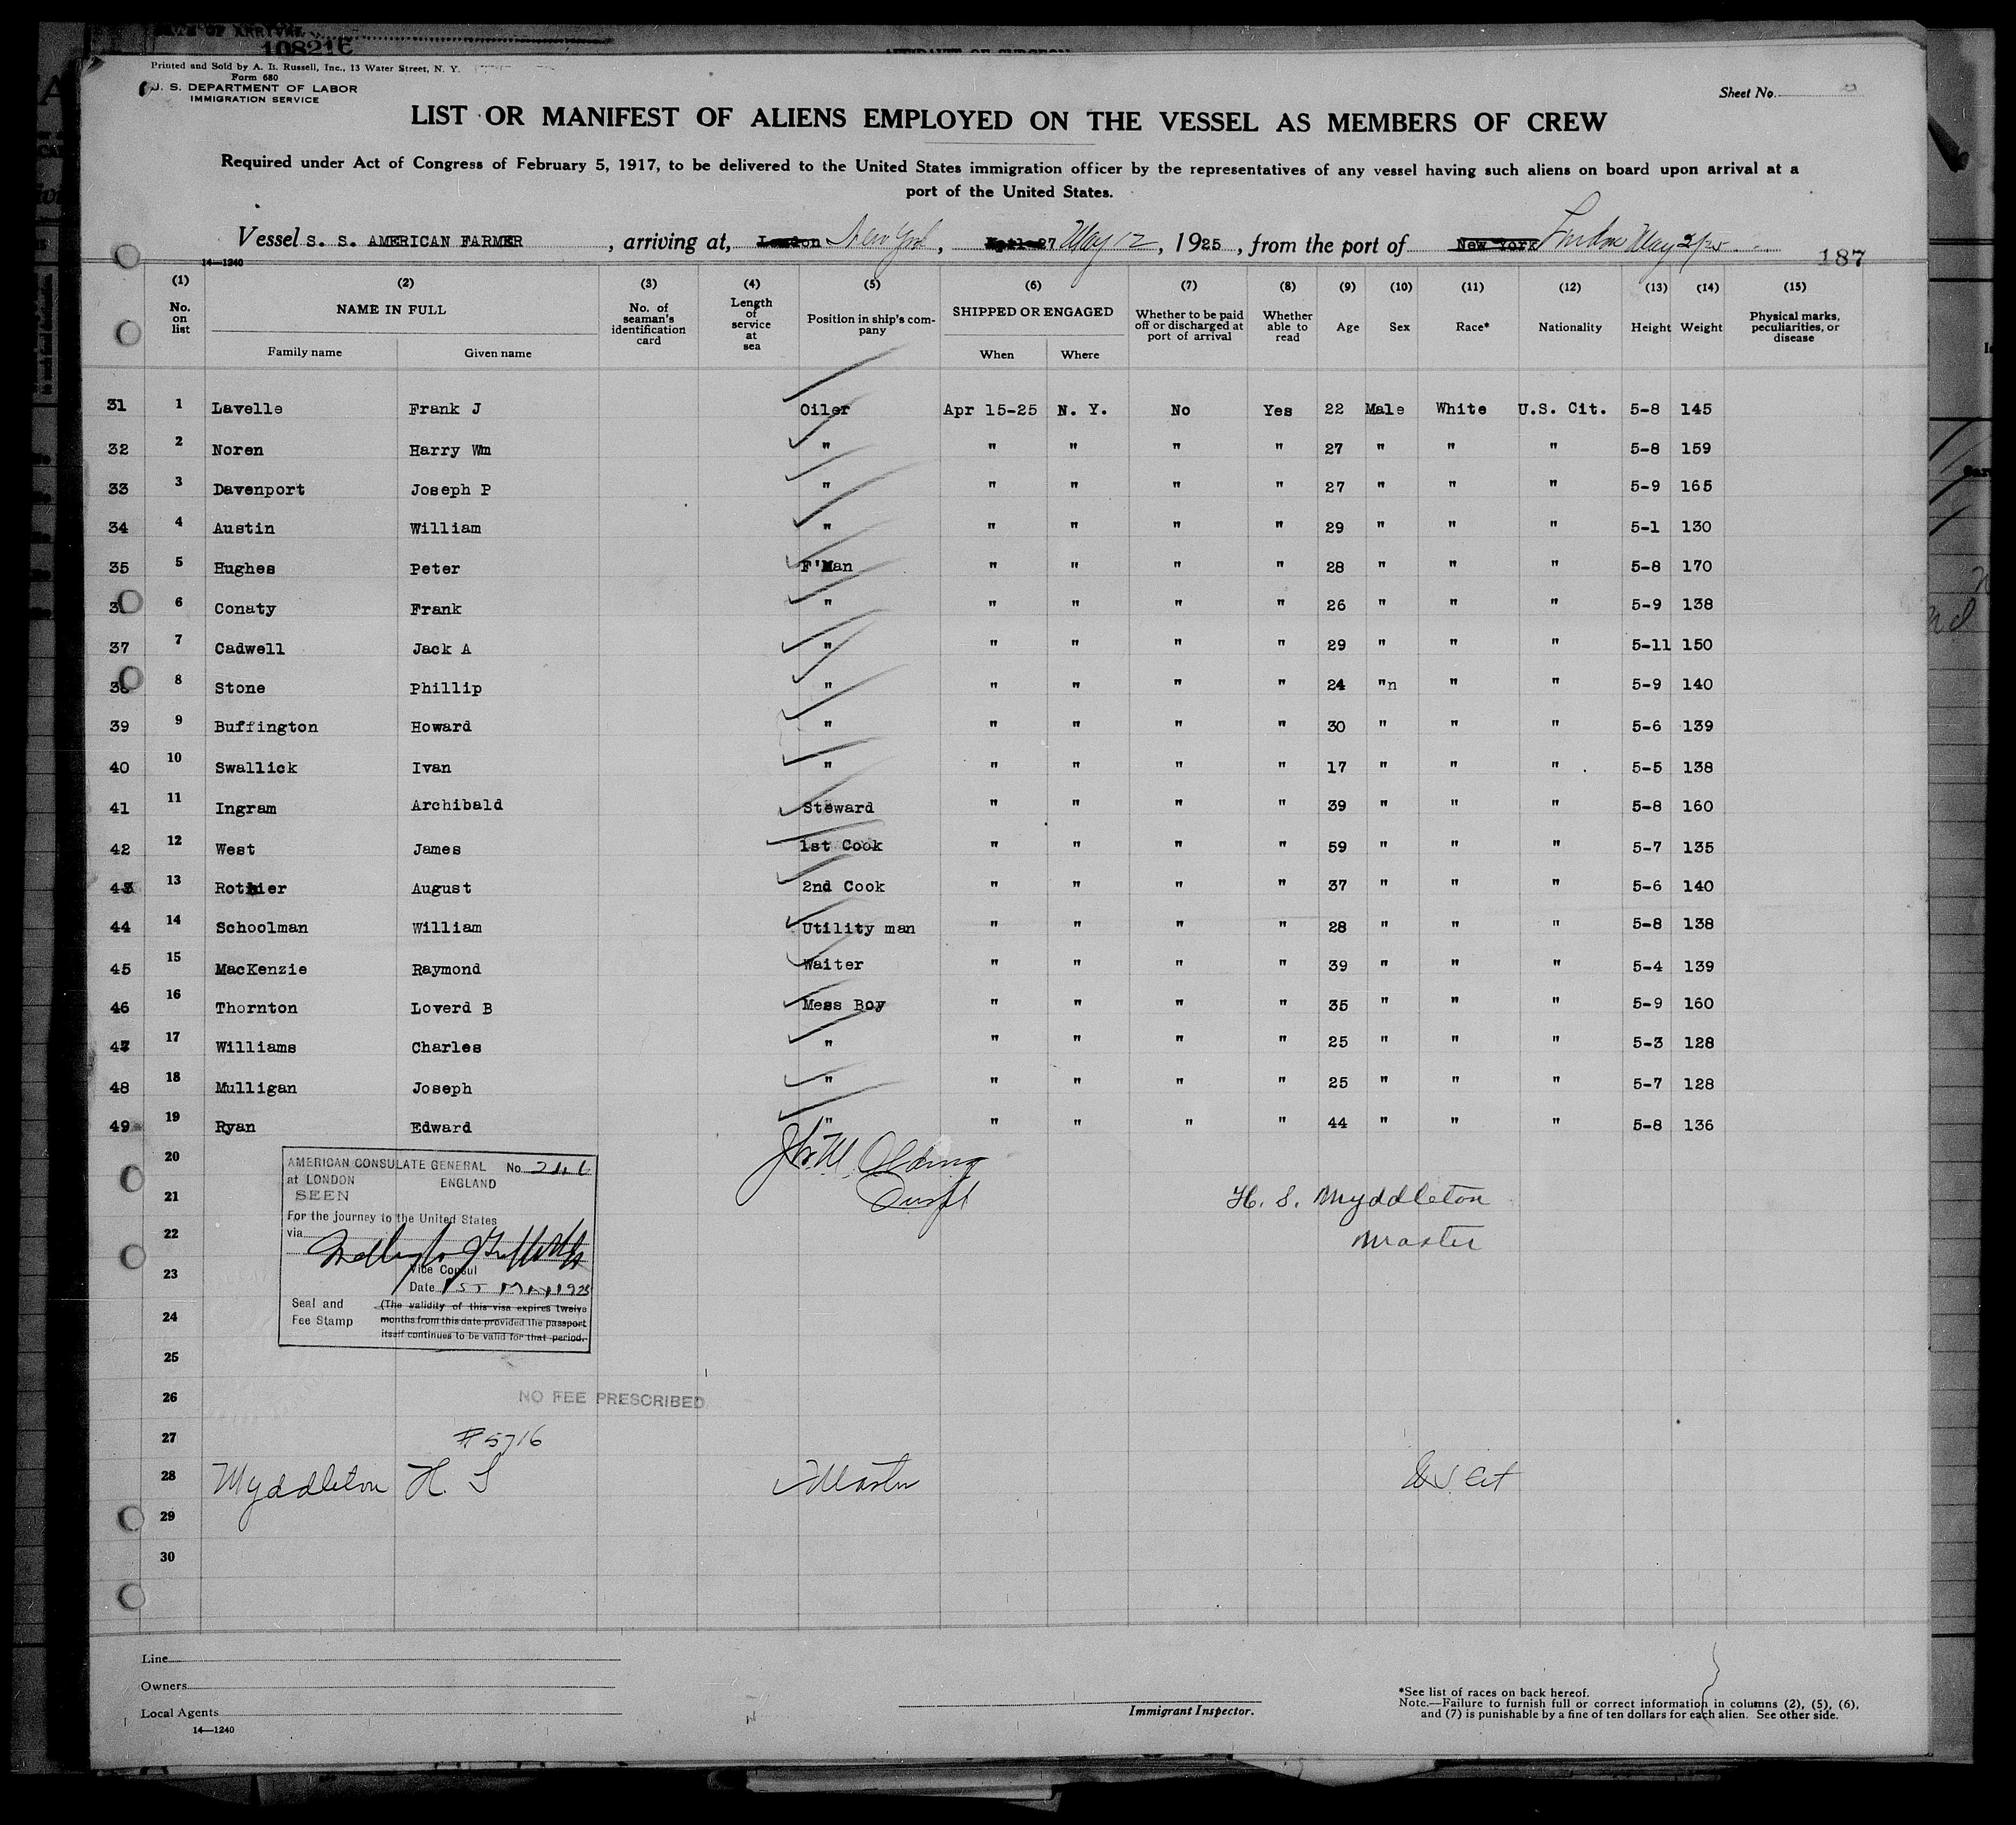 108216
Printed and Sold by A. H. Russell, Inc., 13 Water Street, N. Y.
Form 680
U. S. DEPARTMENT OF LABOR
IMMIGRATION SERVICE
Sheet No.
LIST OR MANIFEST OF ALIENS EMPLOYED ON THE VESSEL AS MEMBERS OF CREW
Required under Act of Congress of February 5, 1917, to be delivered to the United States immigration officer by the representatives of any vessel having such aliens on board upon arrival at a
port of the United States.
Vessel S. S. AMERICAN FARMER, arriving at, London New York, April 27 May 12, 1925, from the port of New York London May 2/25
14—1240
187
(1) (2) (3) (4) (5) (6) (7) (8) (9) (10) (11) (12) (13) (14) (15)
No. on list NAME IN FULL Family name Given name No. of seaman's identification card Length of service at sea Position in ship's company SHIPPED OR ENGAGED When Where Whether to be paid off or discharged at port of arrival Whether able to read Age Sex Race* Nationality Height Weight Physical marks, peculiarities, or disease
31 1 Lavelle Frank J Oiler Apr 15-25 N. Y. No Yes 22 Male White U.S. Cit. 5-8 145
32 2 Noren Harry Wm " " " " " 27 " " " 5-8 159
33 3 Davenport Joseph P " " " " " 27 " " " 5-9 165
34 4 Austin William " " " " " 29 " " " 5-1 130
35 5 Hughes Peter F'Man " " " " 28 " " " 5-8 170
36 6 Conaty Frank " " " " " 26 " " " 5-9 138
37 7 Cadwell Jack A " " " " " 29 " " " 5-11 150
38 8 Stone Phillip " " " " " 24 "n " " 5-9 140
39 9 Buffington Howard " " " " " 30 " " " 5-6 139
40 10 Swallick Ivan " " " " " 17 " " " 5-5 138
41 11 Ingram Archibald Steward " " " " 39 " " " 5-8 160
42 12 West James 1st Cook " " " " 59 " " " 5-7 135
43 13 Rothier August 2nd Cook " " " " 37 " " " 5-6 140
44 14 Schoolman William Utility man " " " " 28 " " " 5-8 138
45 15 MacKenzie Raymond Waiter " " " " 39 " " " 5-4 139
46 16 Thornton Loverd B Mess Boy " " " " 35 " " " 5-9 160
47 17 Williams Charles " " " " " 25 " " " 5-3 128
48 18 Mulligan Joseph " " " " " 25 " " " 5-7 128
49 19 Ryan Edward " " " " " 44 " " " 5-8 136
20
21
22
23
24
25
26
27
AMERICAN CONSULATE GENERAL No.
at LONDON ENGLAND
SEEN
For the journey to the United States
via
Vice Consul
Date 1st May 1925
Seal and Fee Stamp
(The validity of this visa expires twelve
months from this date provided the passport
itself continues to be valid for that period.
H. S. Myddleton
Master
NO FEE PRESCRIBED
#5716
28 Myddleton H. S Master U.S. Cit
29
30
Line
Owners
Local Agents
14—1240
Immigrant Inspector.
*See list of races on back hereof.
Note.—Failure to furnish full or correct information in columns (2), (5), (6),
and (7) is punishable by a fine of ten dollars for each alien. See other side.